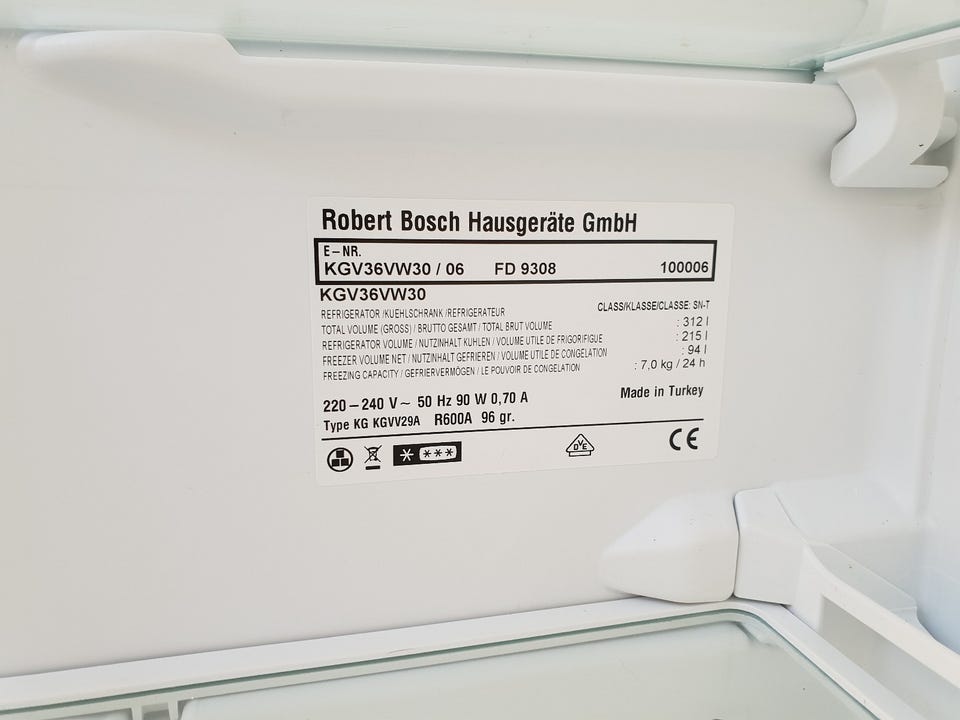 Robert Bosch Hausgeräte GmbH
E-NR.
KGV36VW30 / 06 FD 9308 100006
KGV36VW30
REFRIGERATOR /KUEHLSCHRANK /REFRIGERATEUR CLASS/KLASSE/CLASSE: SN-T
TOTAL VOLUME (GROSS) / BRUTTO GESAMT / TOTAL BRUT VOLUME : 312 l
REFRIGERATOR VOLUME / NUTZINHALT KUHLEN / VOLUME UTILE DE FRIGORIFIGUE : 215 l
FREEZER VOLUME NET / NUTZINHALT GEFRIEREN / VOLUME UTILE DE CONGELATION : 94 l
FREEZING CAPACITY / GEFRIERVERMÖGEN / LE POUVOIR DE CONGELATION : 7,0 kg / 24 h
220-240 V~ 50 Hz 90 W 0,70 A Made in Turkey
Type KG KGVV29A R600A 96 gr.
DVE CE